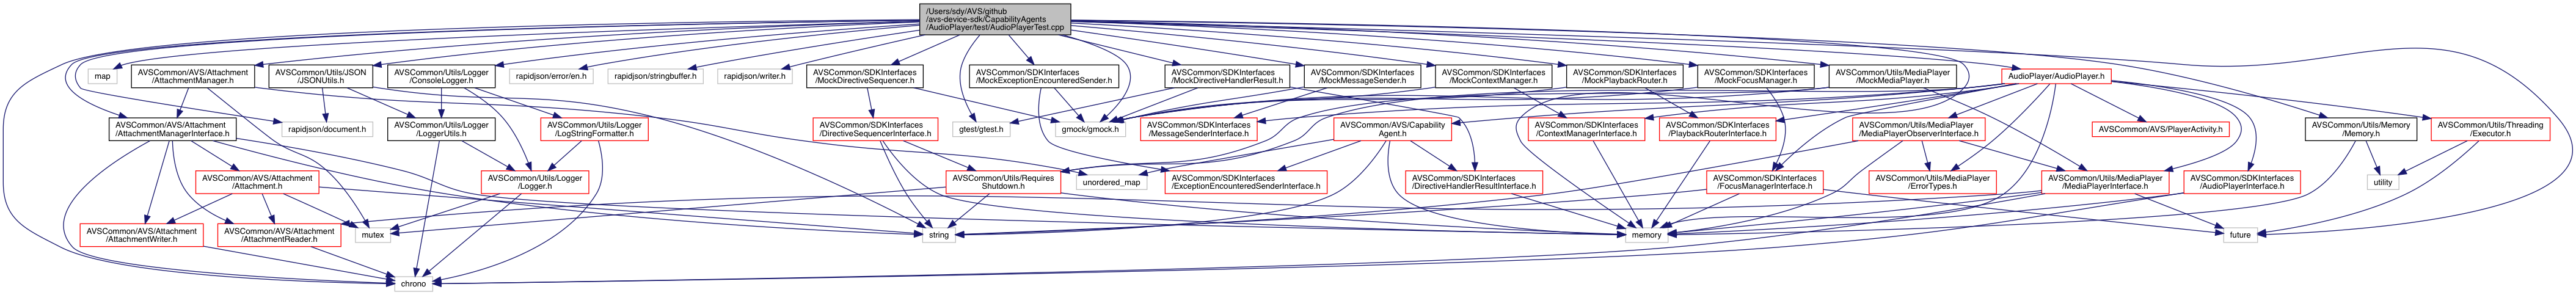 /Users/sdy/AVS/github
/avs-device-sdk/CapabilityAgents
/AudioPlayer/test/AudioPlayerTest.cpp
map
AVSCommon/AVS/Attachment
/AttachmentManager.h
AVSCommon/Utils/JSON
/JSONUtils.h
AVSCommon/Utils/Logger
/ConsoleLogger.h
rapidjson/error/en.h
rapidjson/stringbuffer.h
rapidjson/writer.h
AVSCommon/SDKInterfaces
/MockDirectiveSequencer.h
AVSCommon/SDKInterfaces
/MockExceptionEncounteredSender.h
AVSCommon/SDKInterfaces
/MockDirectiveHandlerResult.h
AVSCommon/SDKInterfaces
/MockMessageSender.h
AVSCommon/SDKInterfaces
/MockContextManager.h
AVSCommon/SDKInterfaces
/MockPlaybackRouter.h
AVSCommon/SDKInterfaces
/MockFocusManager.h
AVSCommon/Utils/MediaPlayer
/MockMediaPlayer.h
AudioPlayer/AudioPlayer.h
AVSCommon/AVS/Attachment
/AttachmentManagerInterface.h
rapidjson/document.h
AVSCommon/Utils/Logger
/LoggerUtils.h
AVSCommon/Utils/Logger
/LogStringFormatter.h
AVSCommon/SDKInterfaces
/DirectiveSequencerInterface.h
gtest/gtest.h
gmock/gmock.h
AVSCommon/SDKInterfaces
/MessageSenderInterface.h
AVSCommon/AVS/Capability
Agent.h
AVSCommon/SDKInterfaces
/ContextManagerInterface.h
AVSCommon/SDKInterfaces
/PlaybackRouterInterface.h
AVSCommon/Utils/MediaPlayer
/MediaPlayerObserverInterface.h
AVSCommon/AVS/PlayerActivity.h
AVSCommon/Utils/Memory
/Memory.h
AVSCommon/Utils/Threading
/Executor.h
AVSCommon/AVS/Attachment
/Attachment.h
AVSCommon/Utils/Logger
/Logger.h
AVSCommon/Utils/Requires
Shutdown.h
unordered_map
AVSCommon/SDKInterfaces
/ExceptionEncounteredSenderInterface.h
AVSCommon/SDKInterfaces
/DirectiveHandlerResultInterface.h
AVSCommon/SDKInterfaces
/FocusManagerInterface.h
AVSCommon/Utils/MediaPlayer
/ErrorTypes.h
AVSCommon/Utils/MediaPlayer
/MediaPlayerInterface.h
AVSCommon/SDKInterfaces
/AudioPlayerInterface.h
utility
AVSCommon/AVS/Attachment
/AttachmentWriter.h
AVSCommon/AVS/Attachment
/AttachmentReader.h
mutex
string
memory
future
chrono